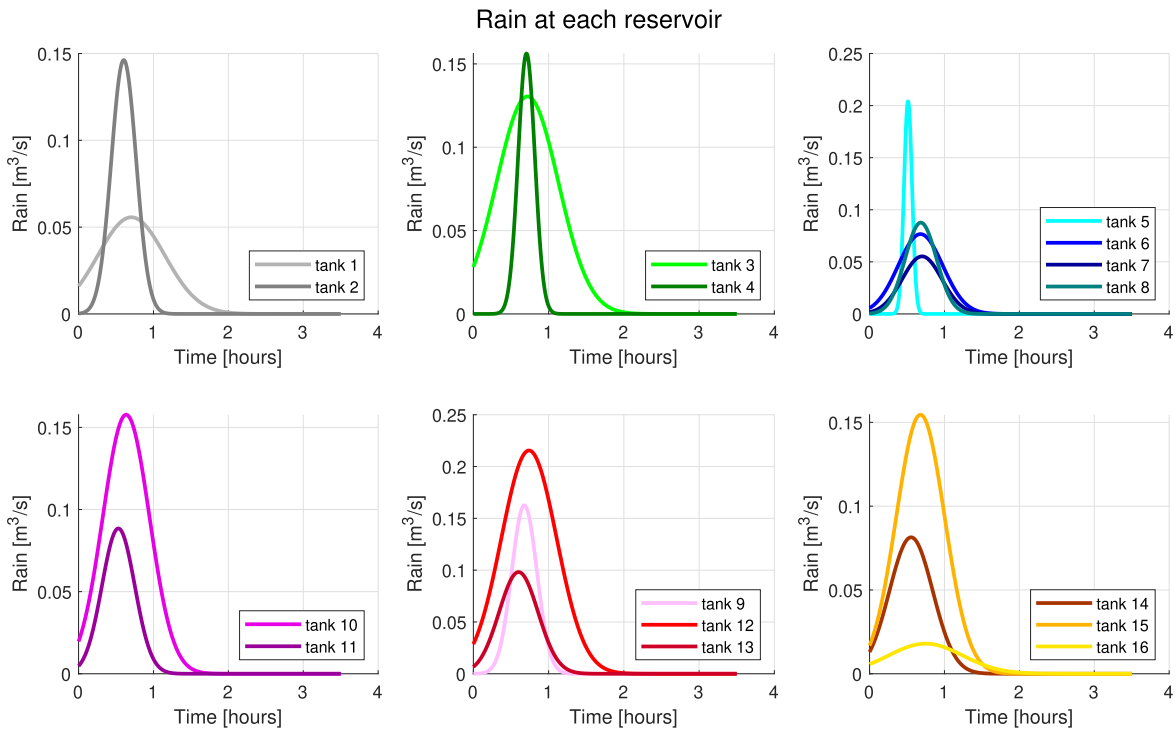 Rain at each reservoir
0.15
0.1
0.05
0
Rain [m³/s]
0 1 2 3 4
Time [hours]
tank 1
tank 2
0.15
0.1
0.05
0
Rain [m³/s]
0 1 2 3 4
Time [hours]
tank 3
tank 4
0.25
0.2
0.15
0.1
0.05
0
Rain [m³/s]
0 1 2 3 4
Time [hours]
tank 5
tank 6
tank 7
tank 8
0.15
0.1
0.05
0
Rain [m³/s]
0 1 2 3 4
Time [hours]
tank 10
tank 11
0.25
0.2
0.15
0.1
0.05
0
Rain [m³/s]
0 1 2 3 4
Time [hours]
tank 9
tank 12
tank 13
0.15
0.1
0.05
0
Rain [m³/s]
0 1 2 3 4
Time [hours]
tank 14
tank 15
tank 16